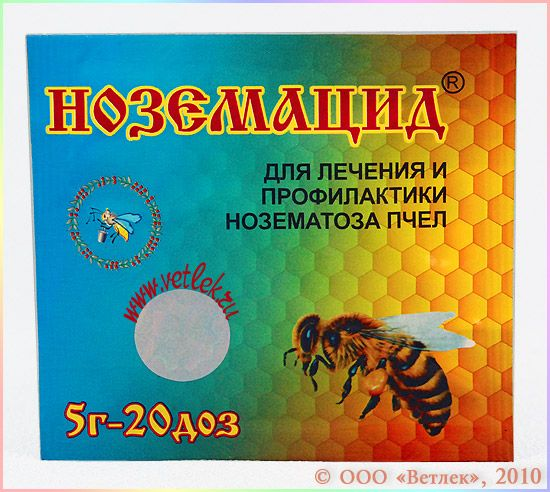 НОЗЕМАЦИД®
ДЛЯ ЛЕЧЕНИЯ И
ПРОФИЛАКТИКИ
НОЗЕМАТОЗА ПЧЕЛ
www.vetlek.ru
5г-20доз
© ООО «Ветлек», 2010